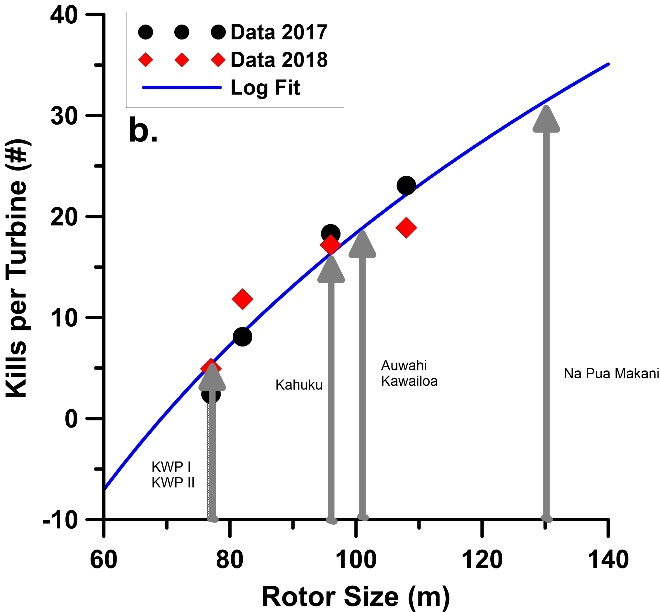 40
30
20
10
0
-10
Kills per Turbine (#)
Data 2017
Data 2018
Log Fit
b.
KWP I
KWP II
Kahuku
Auwahi
Kawailoa
Na Pua Makani
60 80 100 120 140
Rotor Size (m)